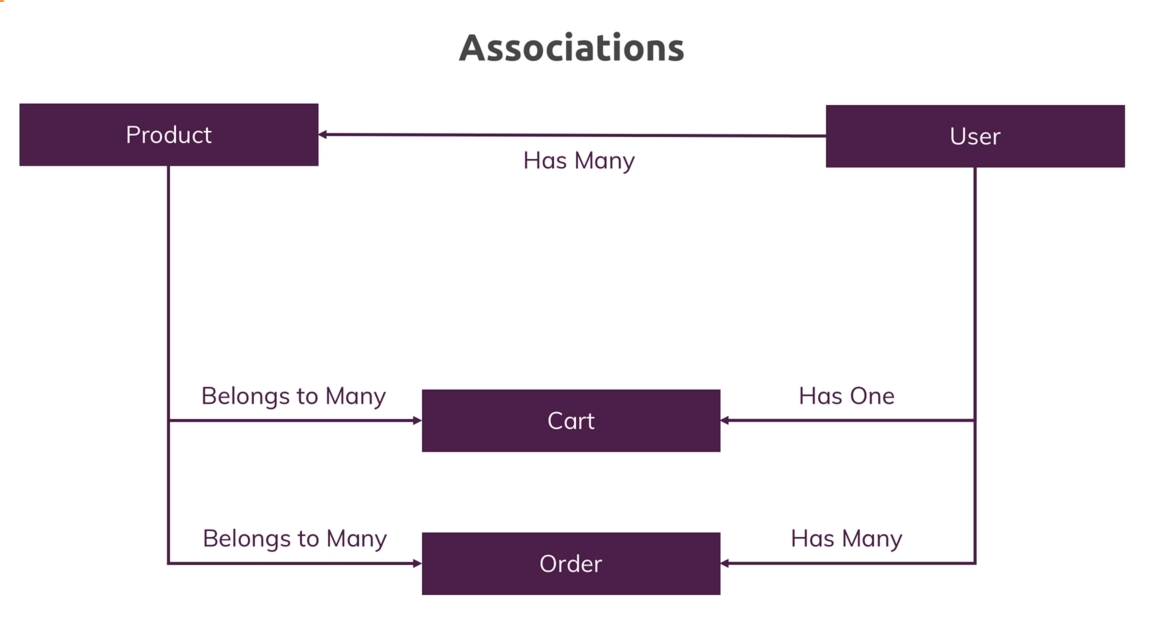 Associations
Product
User
Has Many
Belongs to Many
Cart
Has One
Belongs to Many
Order
Has Many